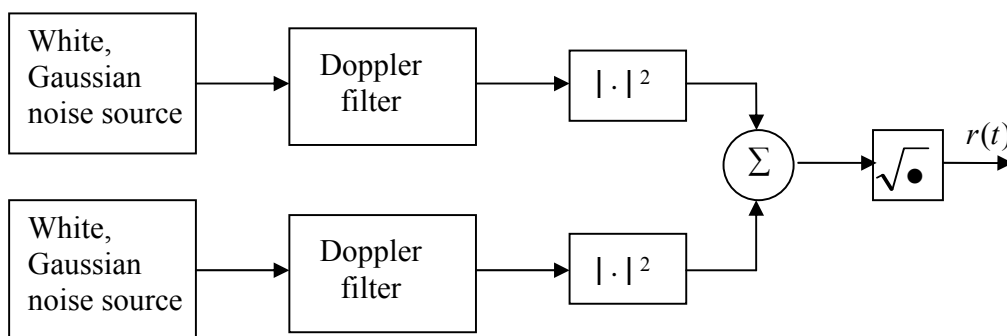 White,
Gaussian
noise source
Doppler
filter
| . | 2
Σ
√●
r(t)
White,
Gaussian
noise source
Doppler
filter
| . | 2